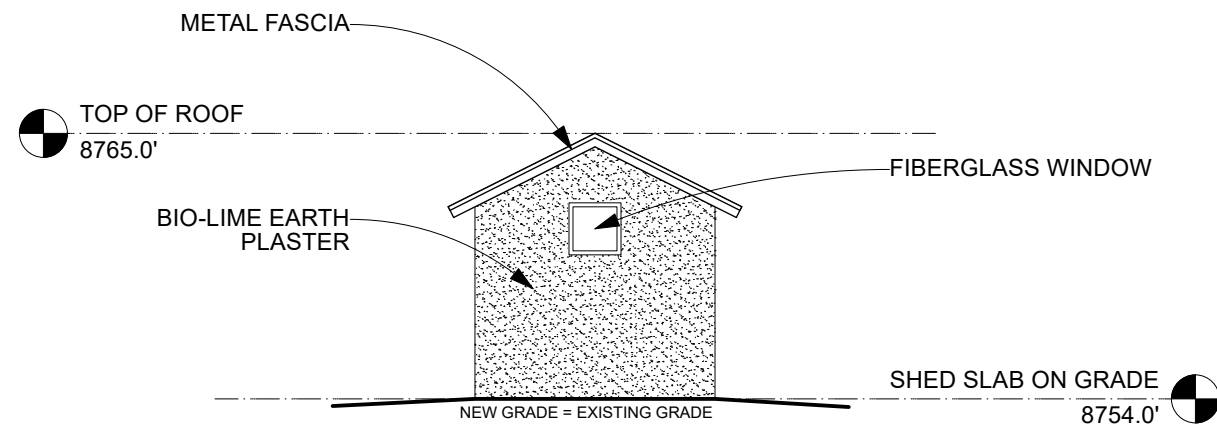 METAL FASCIA
TOP OF ROOF
8765.0'
FIBERGLASS WINDOW
BIO-LIME EARTH
PLASTER
SHED SLAB ON GRADE
8754.0'
NEW GRADE = EXISTING GRADE